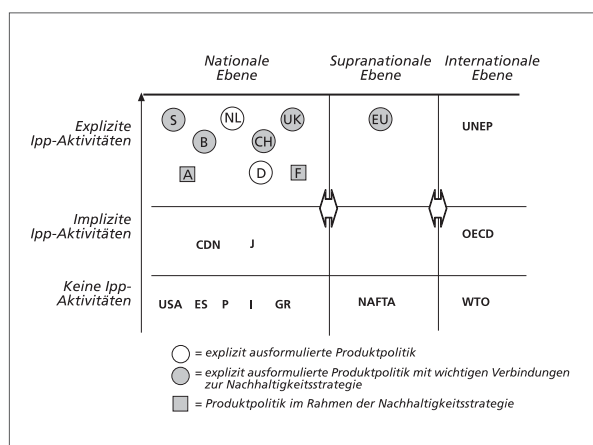 Nationale Ebene
Supranationale Ebene
Internationale Ebene
Explizite Ipp-Aktivitäten
S
NL
UK
B
CH
A
D
F
EU
UNEP
Implizite Ipp-Aktivitäten
CDN
J
OECD
Keine Ipp-Aktivitäten
USA
ES
P
I
GR
NAFTA
WTO
= explizit ausformulierte Produktpolitik
= explizit ausformulierte Produktpolitik mit wichtigen Verbindungen
zur Nachhaltigkeitsstrategie
= Produktpolitik im Rahmen der Nachhaltigkeitsstrategie